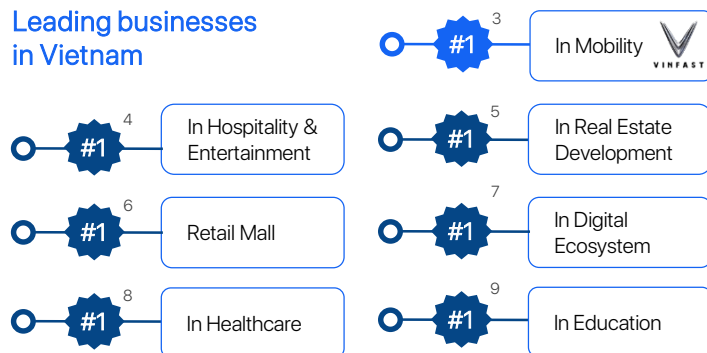 Leading businesses
in Vietnam
3
#1
In Mobility
VINFAST
4
#1
In Hospitality &
Entertainment
5
#1
In Real Estate
Development
6
#1
Retail Mall
7
#1
In Digital
Ecosystem
8
#1
In Healthcare
9
#1
In Education